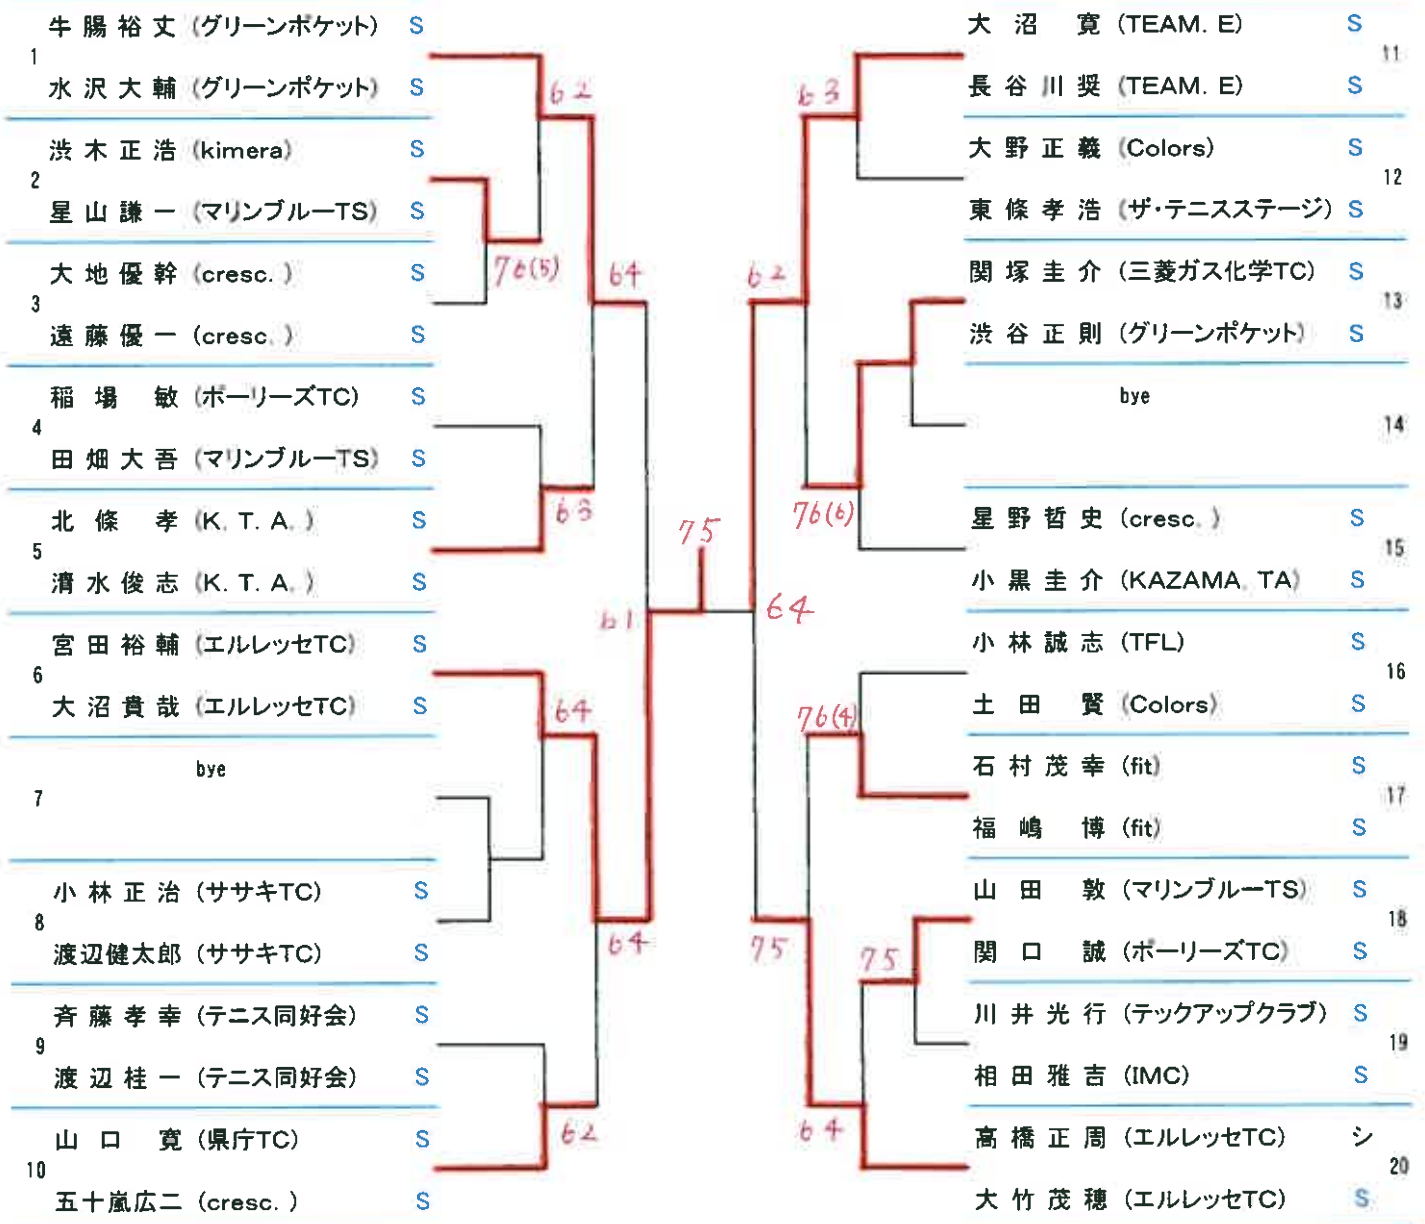 牛腸裕丈 (グリーンポケット) S
1
水沢大輔 (グリーンポケット) S
渋木正浩 (kimera) S
2
星山謙一 (マリンブルーTS) S
大地優幹 (cresc.) S
3
遠藤優一 (cresc.) S
稲場 敏 (ポーリーズTC) S
4
田畑大吾 (マリンブルーTS) S
北條 孝 (K.T.A.) S
5
清水俊志 (K.T.A.) S
宮田裕輔 (エルレッセTC) S
6
大沼貴哉 (エルレッセTC) S
bye
7
小林正治 (ササキTC) S
8
渡辺健太郎 (ササキTC) S
斉藤孝幸 (テニス同好会) S
9
渡辺桂一 (テニス同好会) S
山口 寛 (県庁TC) S
10
五十嵐広二 (cresc.) S
62
76(5)
64
63
61
64
64
62
75
63
62
76(6)
64
76(4)
75
75
64
大沼 寛 (TEAM.E) S
11
長谷川奨 (TEAM.E) S
大野正義 (Colors) S
12
東條孝浩 (ザ・テニスステージ) S
関塚圭介 (三菱ガス化学TC) S
13
渋谷正則 (グリーンポケット) S
bye
14
星野哲史 (cresc.) S
15
小黒圭介 (KAZAMA.TA) S
小林誠志 (TFL) S
16
土田 賢 (Colors) S
石村茂幸 (fit) S
17
福嶋 博 (fit) S
山田 敦 (マリンブルーTS) S
18
関口 誠 (ポーリーズTC) S
川井光行 (テックアップクラブ) S
19
相田雅吉 (IMC) S
高橋正周 (エルレッセTC) シ
20
大竹茂穂 (エルレッセTC) S